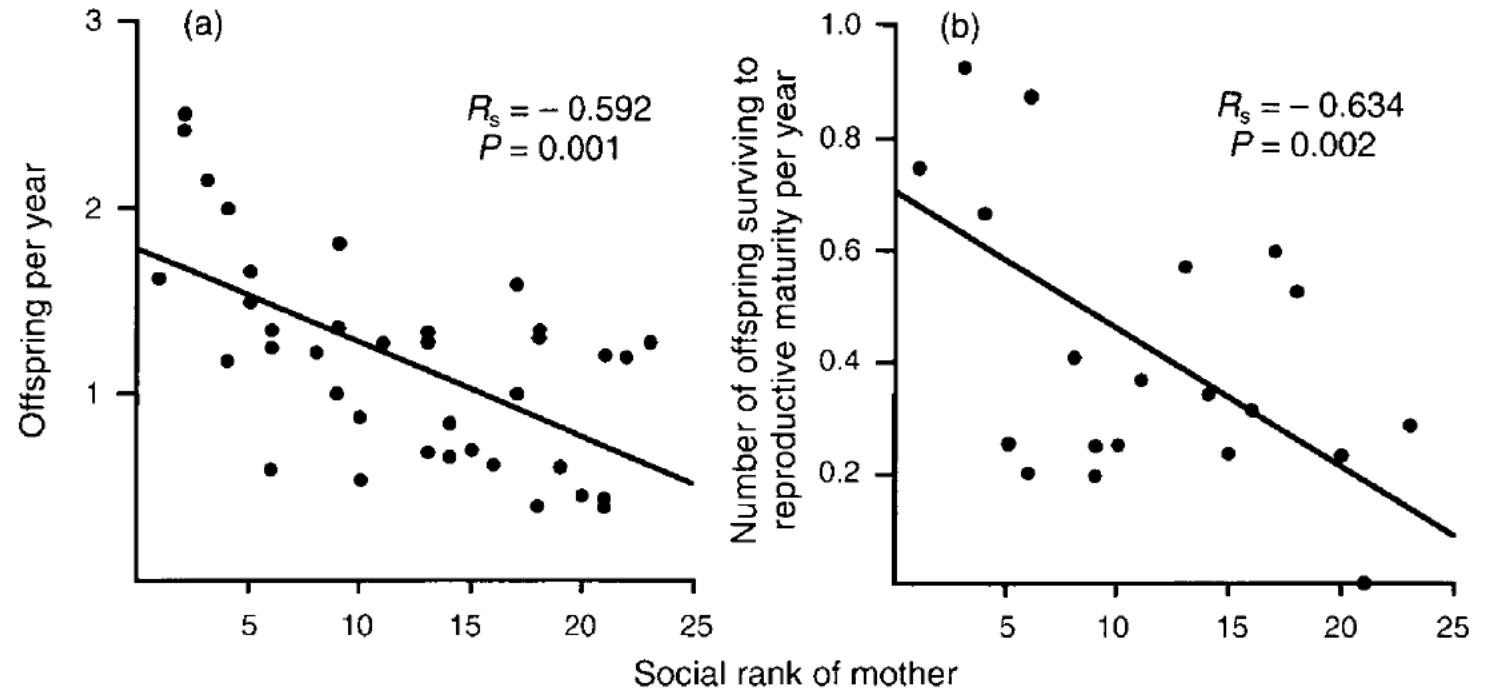 (a)
3
2
1
Offspring per year
Rs = – 0.592
P = 0.001
5 10 15 20 25
(b)
1.0
0.8
0.6
0.4
0.2
Number of offspring surviving to
reproductive maturity per year
Rs = – 0.634
P = 0.002
5 10 15 20 25
Social rank of mother